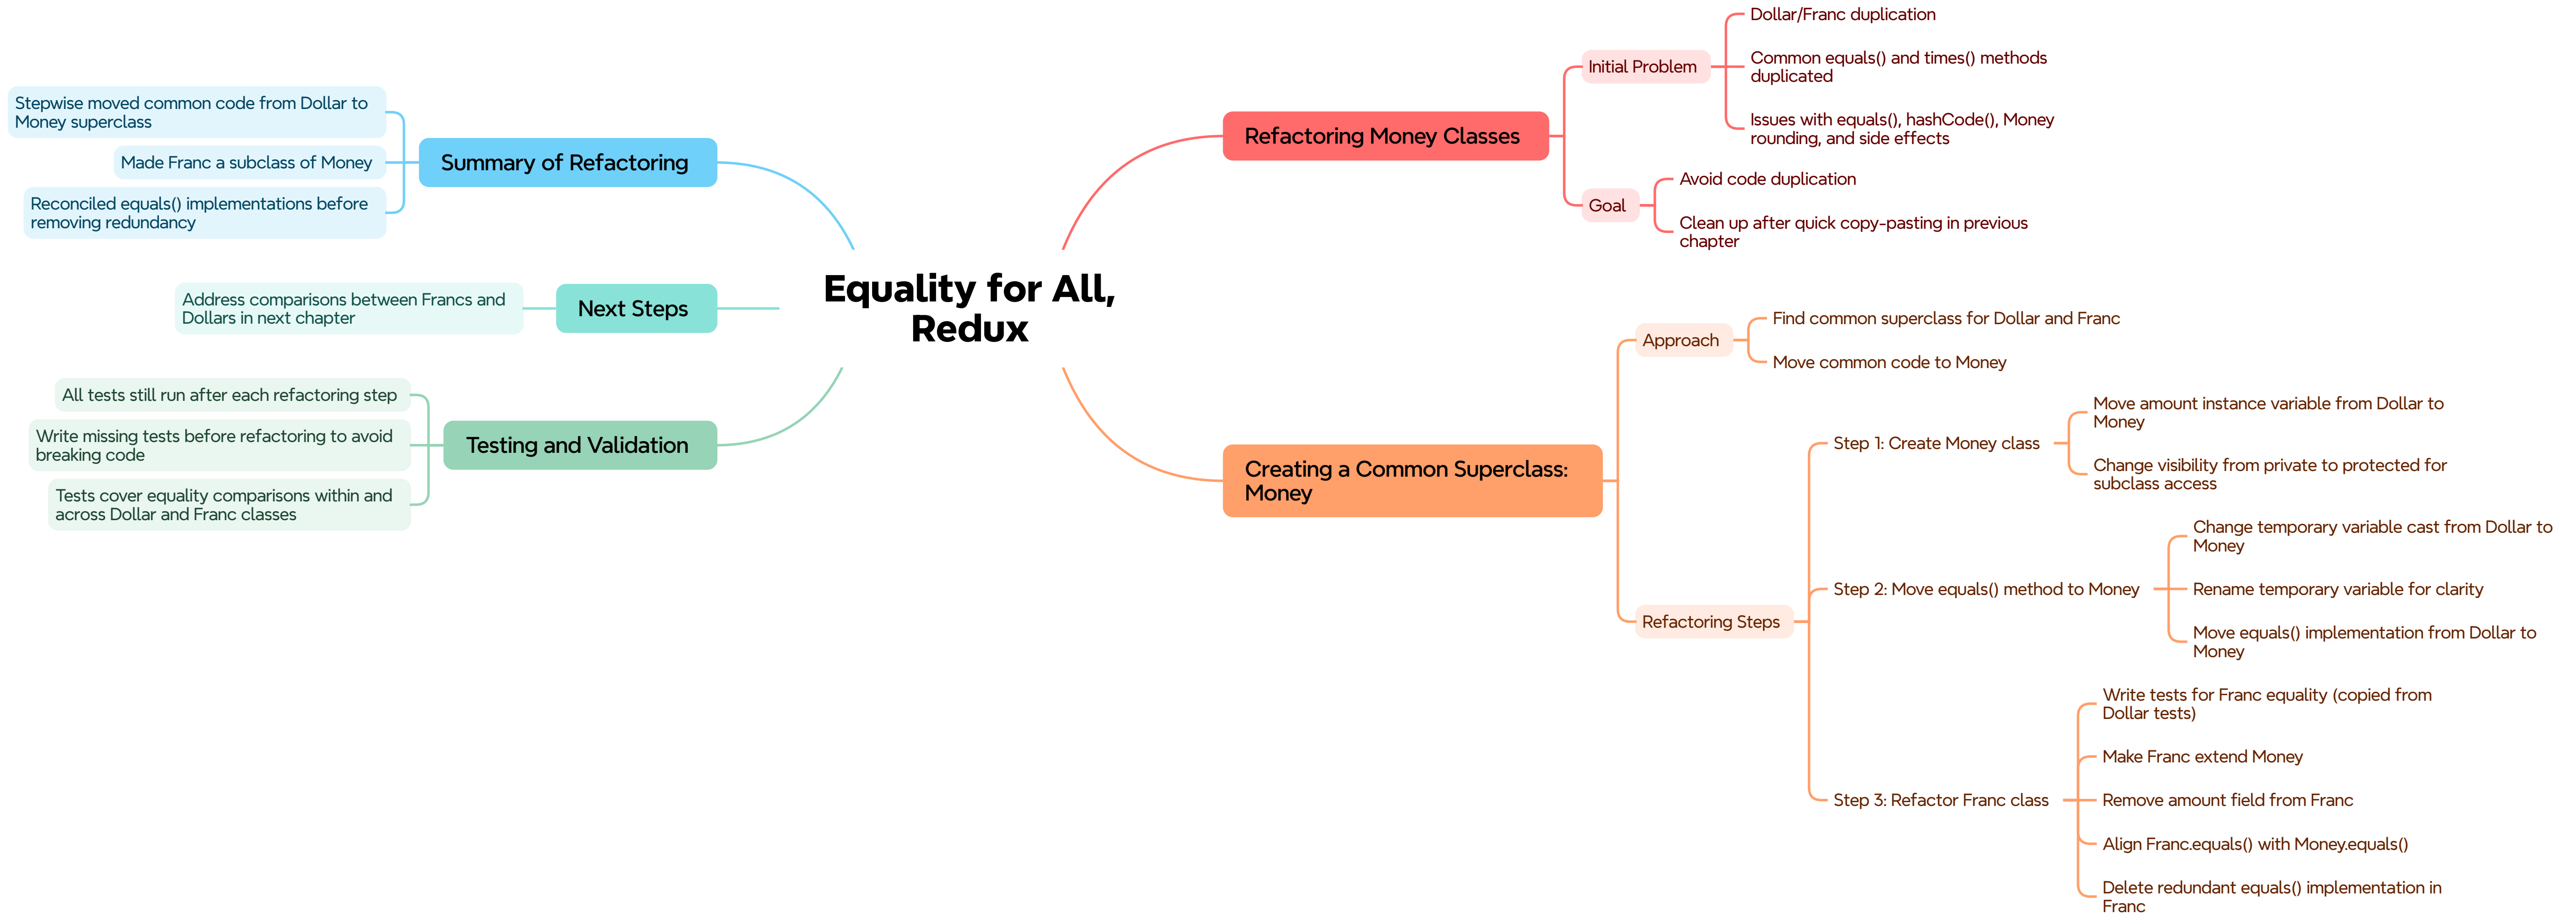 Equality for All,
Redux
Refactoring Money Classes
Initial Problem
Dollar/Franc duplication
Common equals() and times() methods
duplicated
Issues with equals(), hashCode(), Money
rounding, and side effects
Goal
Avoid code duplication
Clean up after quick copy-pasting in previous
chapter
Creating a Common Superclass:
Money
Approach
Find common superclass for Dollar and Franc
Move common code to Money
Refactoring Steps
Step 1: Create Money class
Move amount instance variable from Dollar to
Money
Change visibility from private to protected for
subclass access
Step 2: Move equals() method to Money
Change temporary variable cast from Dollar to
Money
Rename temporary variable for clarity
Move equals() implementation from Dollar to
Money
Step 3: Refactor Franc class
Write tests for Franc equality (copied from
Dollar tests)
Make Franc extend Money
Remove amount field from Franc
Align Franc.equals() with Money.equals()
Delete redundant equals() implementation in
Franc
Summary of Refactoring
Stepwise moved common code from Dollar to
Money superclass
Made Franc a subclass of Money
Reconciled equals() implementations before
removing redundancy
Next Steps
Address comparisons between Francs and
Dollars in next chapter
Testing and Validation
All tests still run after each refactoring step
Write missing tests before refactoring to avoid
breaking code
Tests cover equality comparisons within and
across Dollar and Franc classes